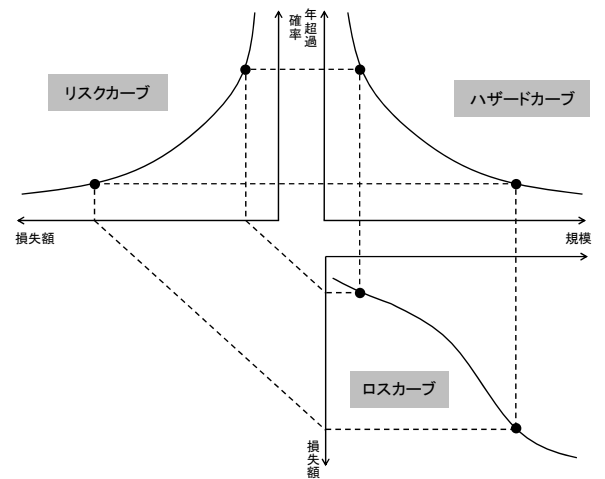 年超過
確率
リスクカーブ
ハザードカーブ
損失額
規模
ロスカーブ
損失額